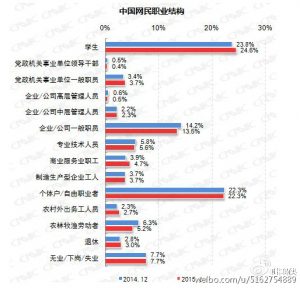 中国网民职业结构
0% 10% 20% 30%
学生 23.8% 24.6%
党政机关事业单位领导干部 0.5% 0.4%
党政机关事业单位一般职员 3.4% 3.7%
企业/公司高层管理人员 0.6% 0.6%
企业/公司中层管理人员 2.2% 2.3%
企业/公司一般职员 14.2% 13.6%
专业技术人员 5.8% 5.6%
商业服务业职工 3.9% 4.7%
制造生产型企业工人 3.7% 3.7%
个体户/自由职业者 22.3% 22.3%
农村外出务工人员 2.3% 2.7%
农林牧渔劳动者 6.3% 5.2%
退休 2.8% 3.0%
无业/下岗/失业 7.7% 7.7%
2014.12
weibo.com/u/5162754889